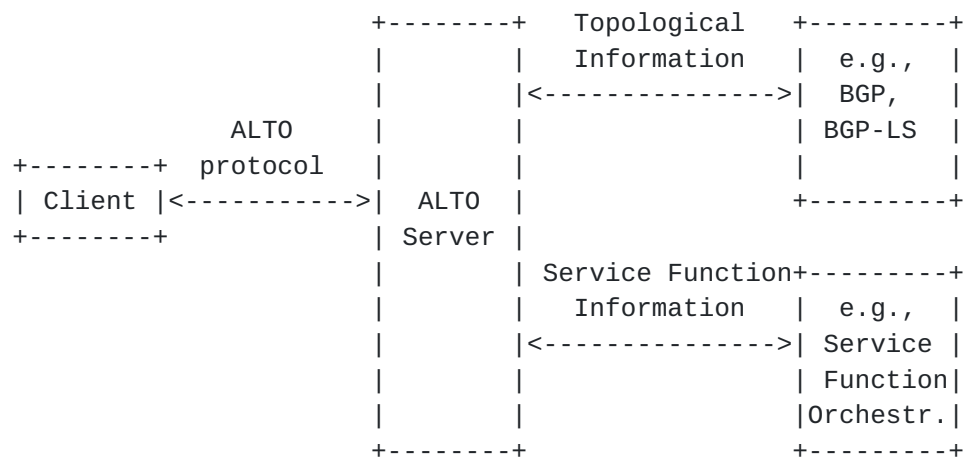 +--------+   Topological   +---------+
|        |   Information   |  e.g.,  |
|        |<--------------->|  BGP,   |
ALTO     |        |                 | BGP-LS  |
+--------+  protocol   |        |                 |         |
| Client |<----------->|  ALTO  |                 +---------+
+--------+             | Server |
|        | Service Function+---------+
|        |   Information   |  e.g.,  |
|        |<--------------->| Service |
|        |                 | Function|
|        |                 |Orchestr.|
+--------+                 +---------+